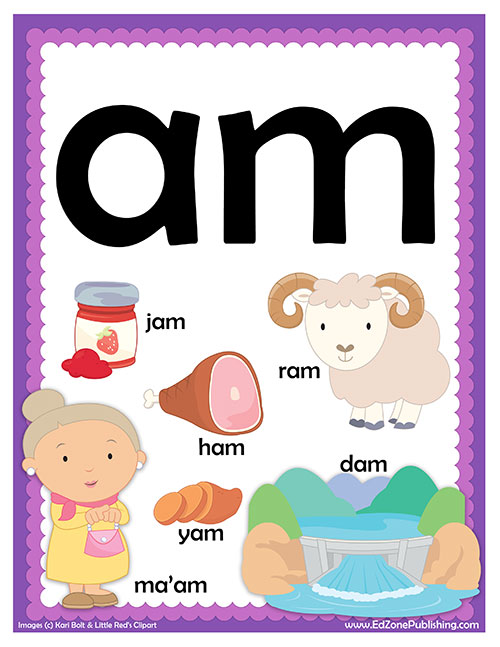 am
jam
ram
ham
dam
yam
ma'am
Images (c) Kari Bolt & Little Red's Clipart
www.EdZonePublishing.com